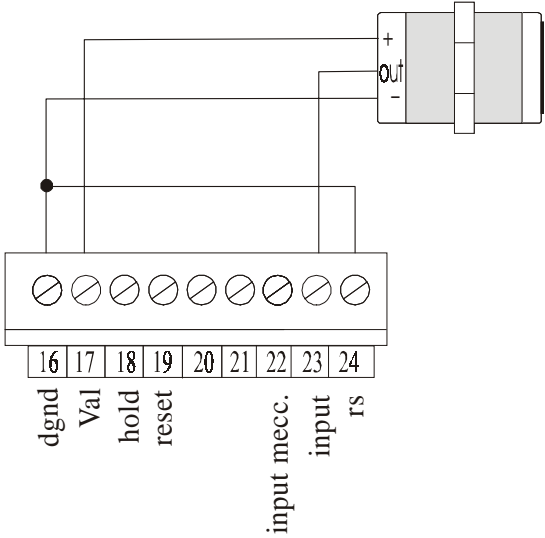 +
out
-
16 17 18 19 20 21 22 23 24
dgnd
Val
hold
reset
input mecc.
input
rs